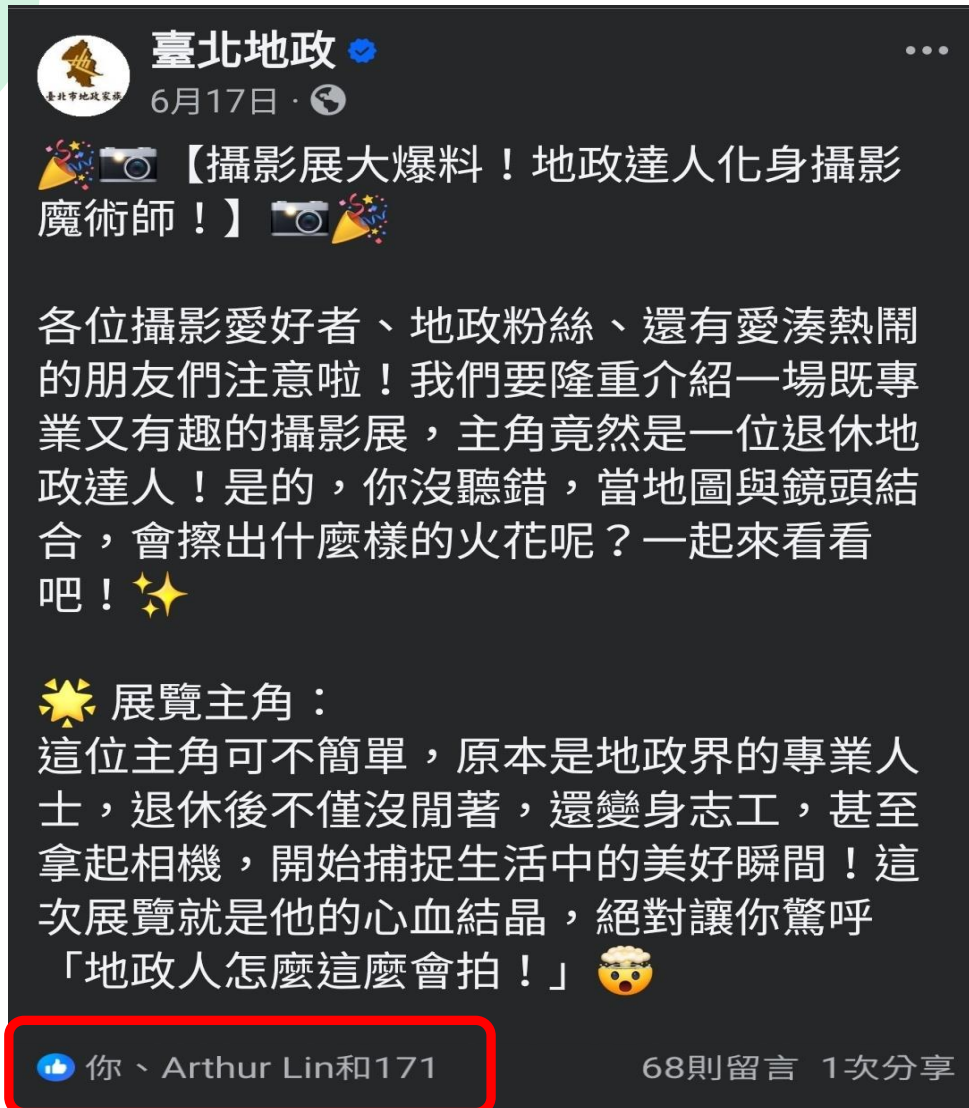 臺北地政
臺北市地政家族
6月17日 ·
🎉📷【攝影展大爆料！地政達人化身攝影
魔術師！】📷🎉
各位攝影愛好者、地政粉絲、還有愛湊熱鬧
的朋友們注意啦！我們要隆重介紹一場既專
業又有趣的攝影展，主角竟然是一位退休地
政達人！是的，你沒聽錯，當地圖與鏡頭結
合，會擦出什麼樣的火花呢？一起來看看
吧！✨
🌟 展覽主角：
這位主角可不簡單，原本是地政界的專業人
士，退休後不僅沒閒著，還變身志工，甚至
拿起相機，開始捕捉生活中的美好瞬間！這
次展覽就是他的心血結晶，絕對讓你驚呼
「地政人怎麼這麼會拍！」🤯
你、Arthur Lin和171
68則留言 1次分享